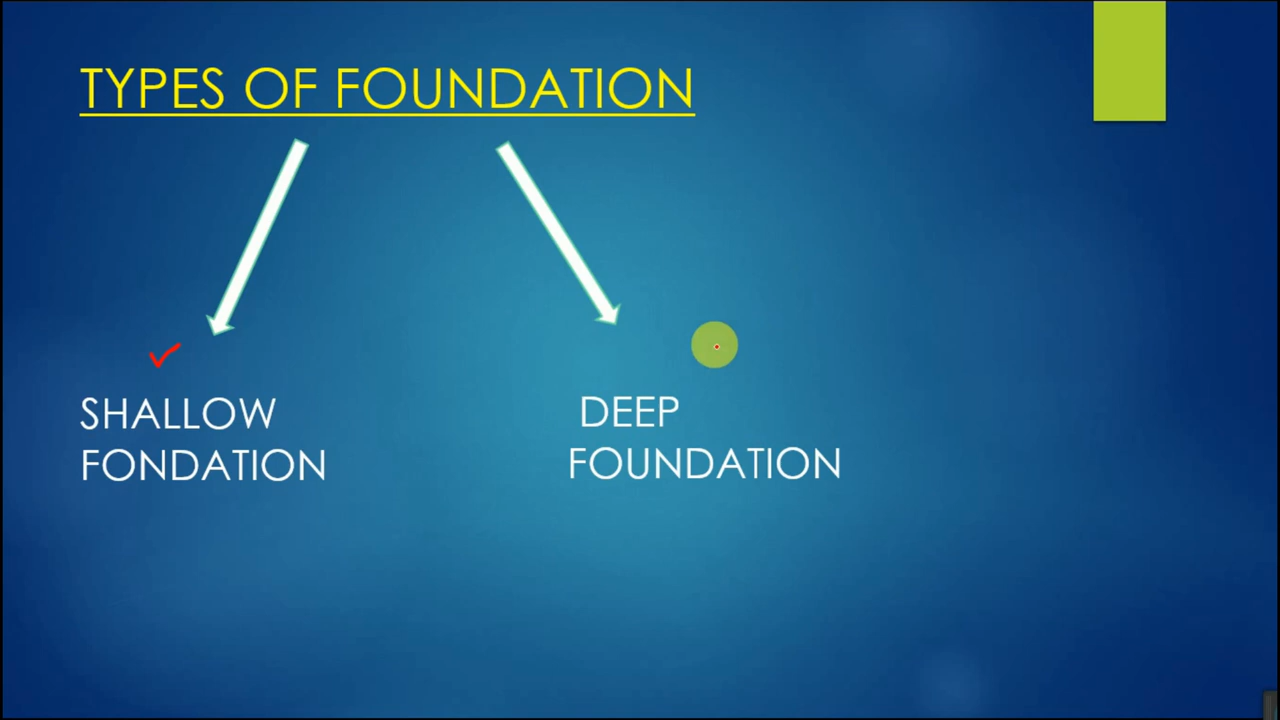 TYPES OF FOUNDATION
SHALLOW
FONDATION
DEEP
FOUNDATION